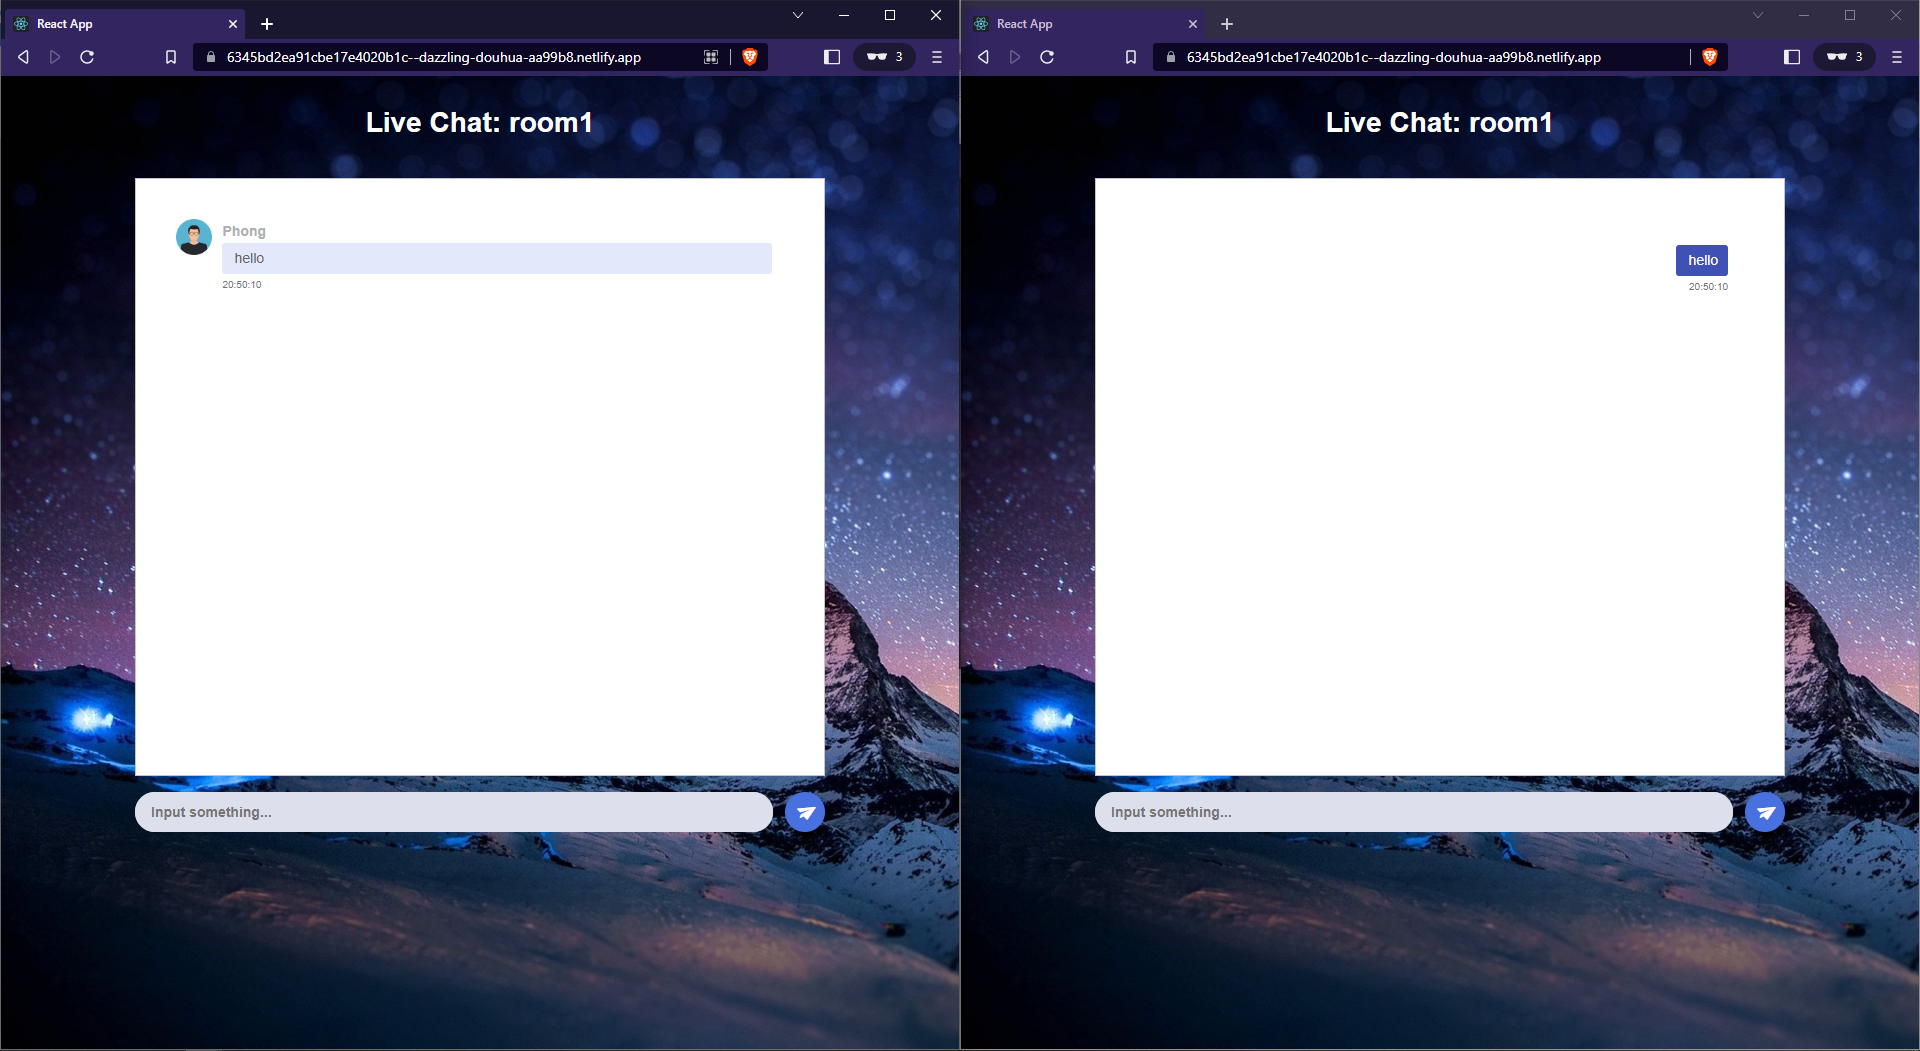 React App
6345bd2ea91cbe17e4020b1c--dazzling-douhua-aa99b8.netlify.app
3
Live Chat: room1
Phong
hello
20:50:10
Input something...
React App
6345bd2ea91cbe17e4020b1c--dazzling-douhua-aa99b8.netlify.app
3
Live Chat: room1
hello
20:50:10
Input something...